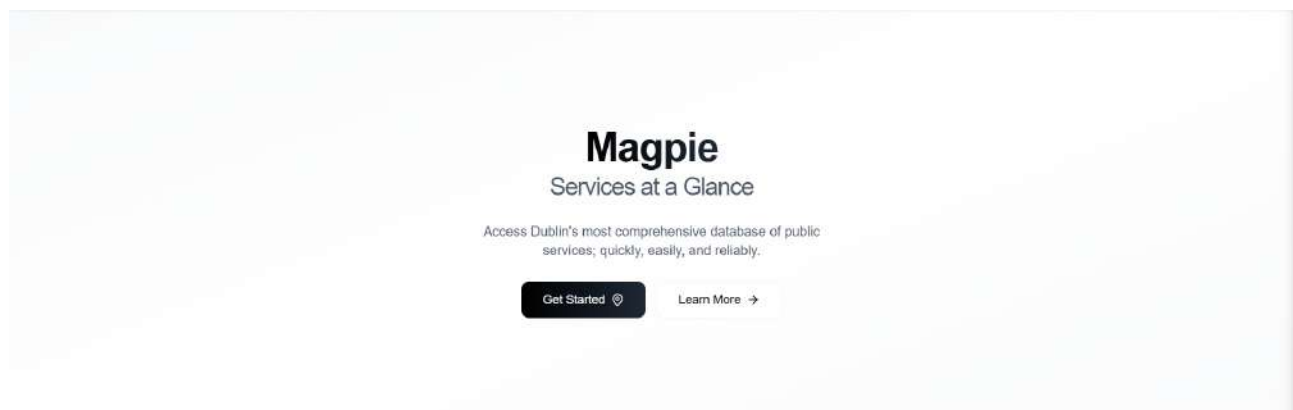 Magpie
Services at a Glance
Access Dublin's most comprehensive database of public
services; quickly, easily, and reliably.
Get Started
Learn More →